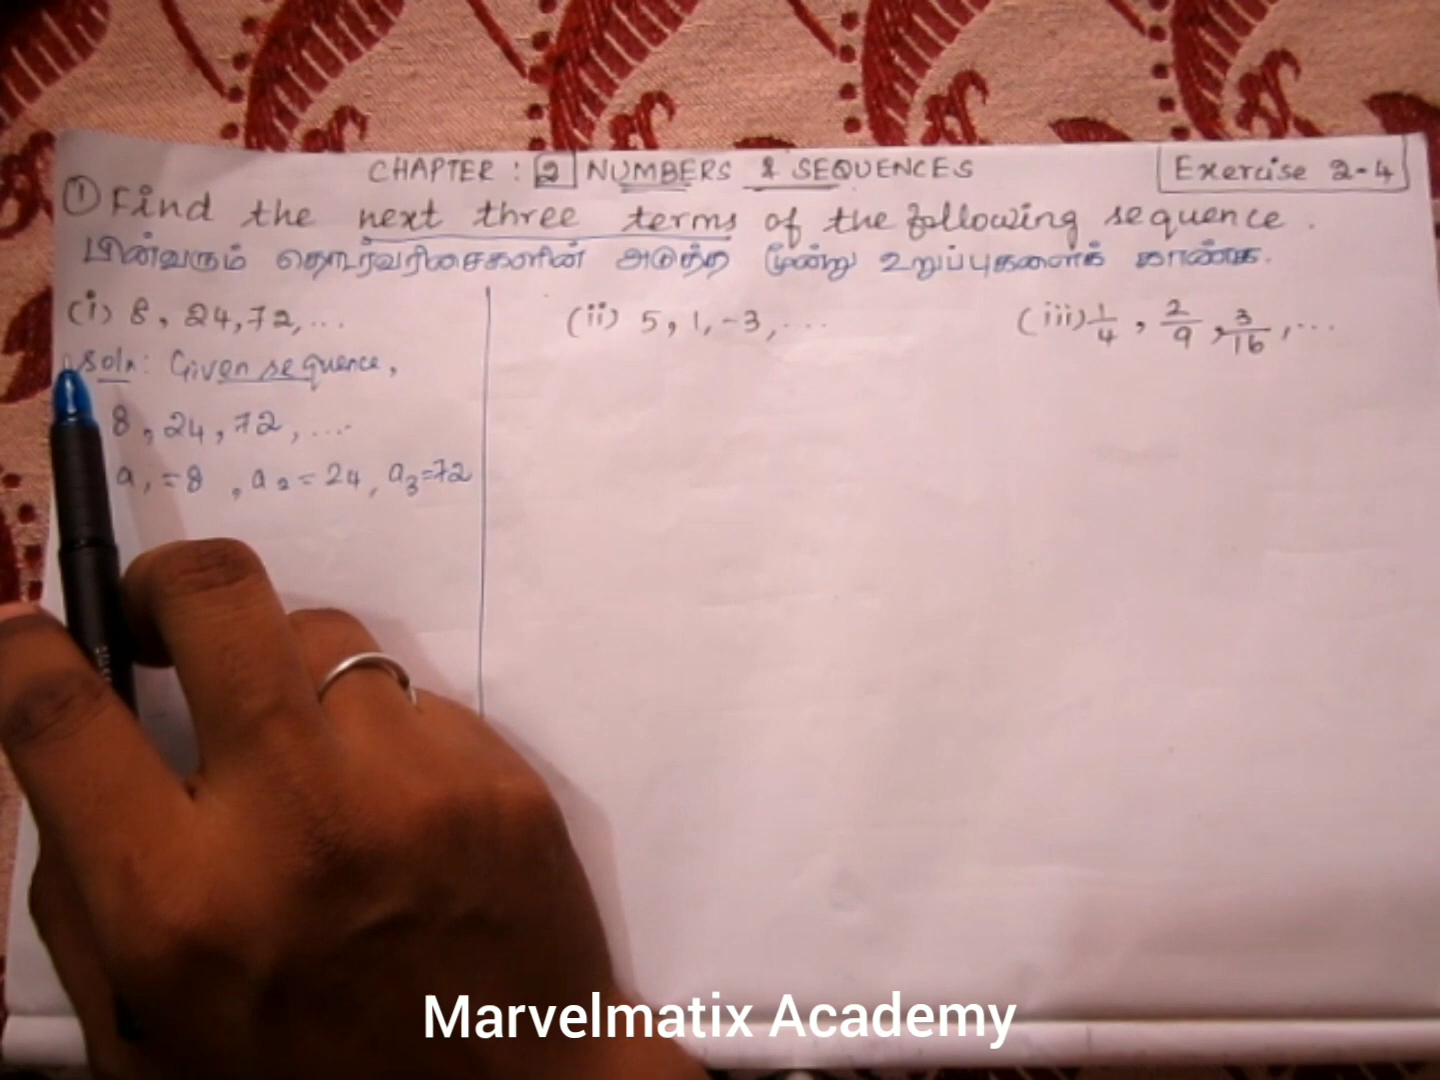 CHAPTER : 2 NUMBERS & SEQUENCES
Exercise 2-4
① Find the next three terms of the following sequence.
பின்வரும் தொடர்வரிசைகளின் அடுத்த மூன்று உறுப்புகளைக் காண்க.
(i) 8, 24, 72, ...
(ii) 5, 1, -3, ...
(iii) 1/4, 2/9, 3/16, ...
Soln: Given sequence,
8, 24, 72, ....
a₁ = 8, a₂ = 24, a₃ = 72
Marvelmatix Academy